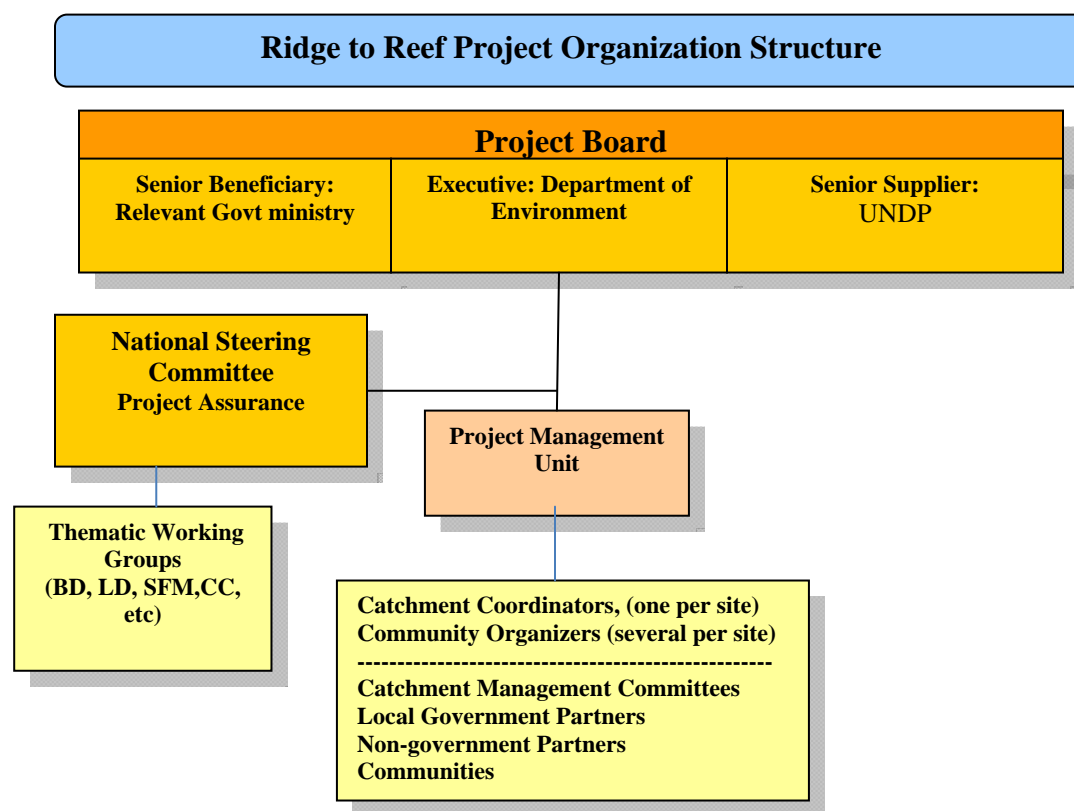 Ridge to Reef Project Organization Structure
Project Board
Senior Beneficiary:
Relevant Govt ministry
Executive: Department of
Environment
Senior Supplier:
UNDP
National Steering
Committee
Project Assurance
Project Management
Unit
Thematic Working
Groups
(BD, LD, SFM,CC,
etc)
Catchment Coordinators, (one per site)
Community Organizers (several per site)
----------------------------------------------------
Catchment Management Committees
Local Government Partners
Non-government Partners
Communities